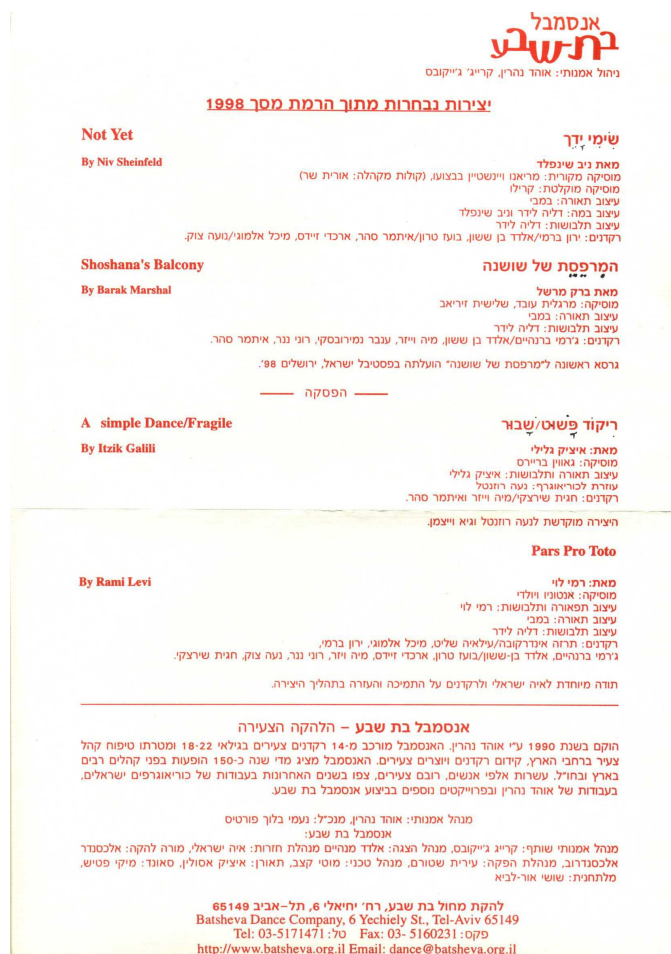 אנסמבל
בת-שבע
ניהול אמנותי: אוהד נהרין, קרייג ג'ייקובס
יצירות נבחרות מתוך הרמת מסך 1998
Not Yet שִׂימִי יָדֵךְ
By Niv Sheinfeld מאת ניב שינפלד
מוסיקה מקורית: מריאנו ויינשטיין בבצועו, (קולות מקהלה: אורית שר)
מוסיקה מוקלטת: קרילו
עיצוב תאורה: במבי
עיצוב במה: דליה לידר וניב שינפלד
עיצוב תלבושות: דליה לידר
רקדנים: ירון ברמי/אלדד בן ששון, בועז טרון/איתמר סהר, ארכדי זיידס, מיכל אלמוגי/נועה צוק.
Shoshana's Balcony המרפסת של שושנה
By Barak Marshal מאת ברק מרשל
מוסיקה: מרגלית עובד, שלישית זיריאב
עיצוב תאורה: במבי
עיצוב תלבושות: דליה לידר
רקדנים: ג'רמי ברנהיים/אלדד בן ששון, מיה וייזר, ענבר נמירובסקי, רוני ננר, איתמר סהר.
גרסא ראשונה ל"מרפסת של שושנה" הועלתה בפסטיבל ישראל, ירושלים 98'.
הפסקה
A simple Dance/Fragile רִיקוּד פָּשׁוּט/שָׁבוּר
By Itzik Galili מאת: איציק גלילי
מוסיקה: גאווין בריירס
עיצוב תאורה ותלבושות: איציק גלילי
עוזרת לכוריאוגרף: נעה רוזנטל
רקדנים: חגית שירצקי/מיה וייזר ואיתמר סהר.
היצירה מוקדשת לנעה רוזנטל וגיא וייצמן.
Pars Pro Toto
By Rami Levi מאת: רמי לוי
מוסיקה: אנטוניו ויולדי
עיצוב תפאורה ותלבושות: רמי לוי
עיצוב תאורה: במבי
עיצוב תלבושות: דליה לידר
רקדנים: תרזה אינדרקובה/עילאיה שליט, מיכל אלמוגי, ירון ברמי,
ג'רמי ברנהיים, אלדד בן-ששון/בועז טרון, ארכדי זיידס, מיה ויזר, רוני ננר, נעה צוק, חגית שירצקי.
תודה מיוחדת לאיה ישראלי ולרקדנים על התמיכה והעזרה בתהליך היצירה.
אנסמבל בת שבע – הלהקה הצעירה
הוקם בשנת 1990 ע"י אוהד נהרין. האנסמבל מורכב מ-14 רקדנים צעירים בגילאי 18-22 ומטרתו טיפוח קהל
צעיר ברחבי הארץ, קידום רקדנים ויוצרים צעירים. האנסמבל מציג מדי שנה כ-150 הופעות בפני קהלים רבים
בארץ ובחו"ל. עשרות אלפי אנשים, רובם צעירים, צפו בשנים האחרונות בעבודות של כוריאוגרפים ישראלים,
בעבודות של אוהד נהרין ובפרוייקטים נוספים בביצוע אנסמבל בת שבע.
מנהל אמנותי: אוהד נהרין, מנכ"ל: נעמי בלוך פורטיס
אנסמבל בת שבע:
מנהל אמנותי שותף: קרייג ג'ייקובס, מנהל הצגה: אלדד מנהיים מנהלת חזרות: איה ישראלי, מורה להקה: אלכסנדר
אלכסנדרוב, מנהלת הפקה: עירית שטורם, מנהל טכני: מוטי קצב, תאורן: איציק אסולין, סאונד: מיקי פטיש,
מלתחנית: שושי אור-לביא
להקת מחול בת שבע, רח' יחיאלי 6, תל-אביב 65149
Batsheva Dance Company, 6 Yechiely St., Tel-Aviv 65149
Tel: 03-5171471 :טל Fax: 03- 5160231 :פקס
http://www.batsheva.org.il Email: dance@batsheva.org.il